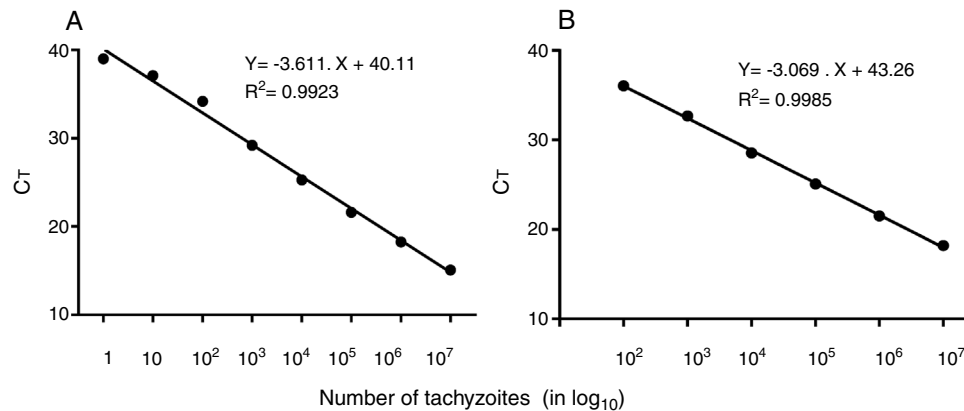 A
B
40
30
20
10
CT
Y= -3.611. X + 40.11
R²= 0.9923
1 10 10² 10³ 10⁴ 10⁵ 10⁶ 10⁷
40
30
20
10
CT
Y= -3.069 . X + 43.26
R²= 0.9985
10² 10³ 10⁴ 10⁵ 10⁶ 10⁷
Number of tachyzoites (in log₁₀)